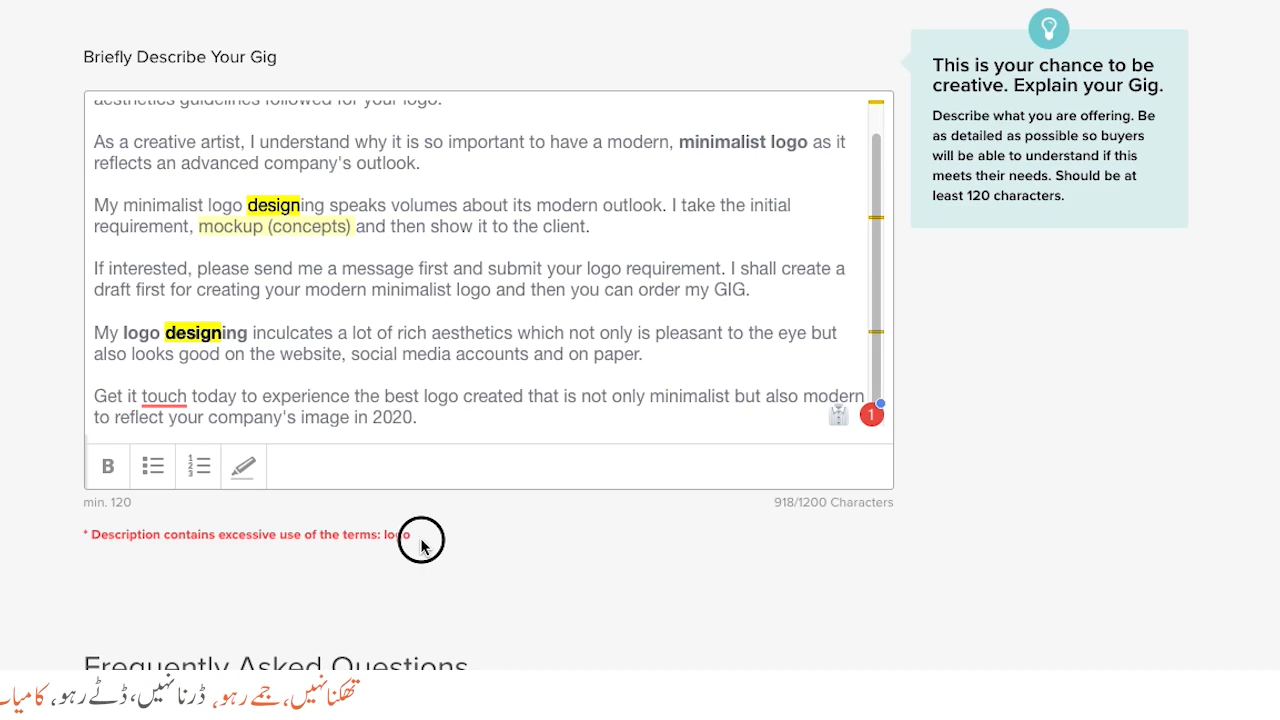 Briefly Describe Your Gig
aesthetics guidelines followed for your logo.
As a creative artist, I understand why it is so important to have a modern, minimalist logo as it
reflects an advanced company's outlook.
My minimalist logo designing speaks volumes about its modern outlook. I take the initial
requirement, mockup (concepts) and then show it to the client.
If interested, please send me a message first and submit your logo requirement. I shall create a
draft first for creating your modern minimalist logo and then you can order my GIG.
My logo designing inculcates a lot of rich aesthetics which not only is pleasant to the eye but
also looks good on the website, social media accounts and on paper.
Get it touch today to experience the best logo created that is not only minimalist but also modern
to reflect your company's image in 2020.
1
B
1
2
3
min. 120
918/1200 Characters
* Description contains excessive use of the terms: logo
This is your chance to be
creative. Explain your Gig.
Describe what you are offering. Be
as detailed as possible so buyers
will be able to understand if this
meets their needs. Should be at
least 120 characters.
Frequently Asked Questions
تھکنا نہیں، جمے رہو، ڈرنا نہیں، ڈٹے رہو،